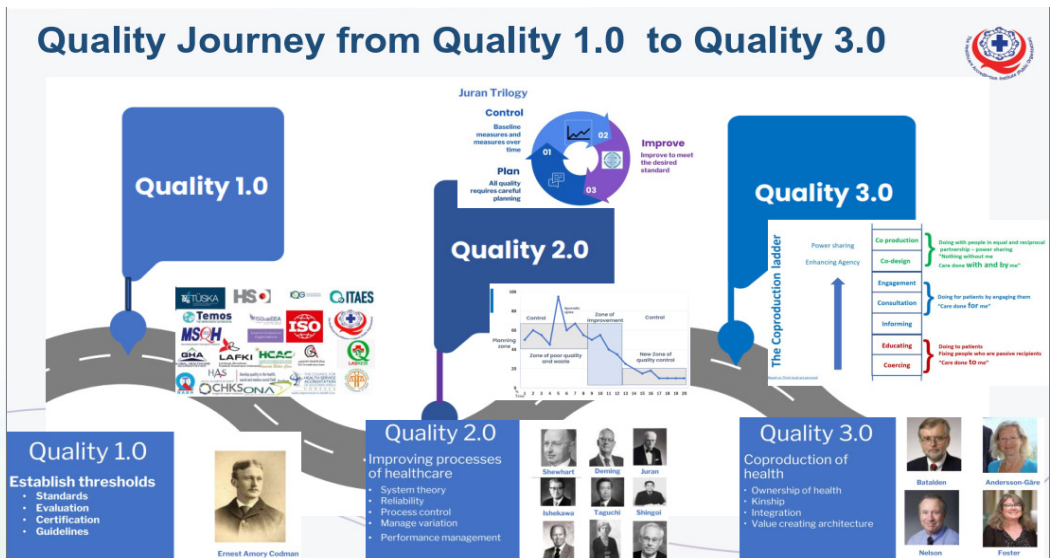 Quality Journey from Quality 1.0 to Quality 3.0
Quality 1.0
TÜSKA
ITAES
Temos
ISO
GHA
LAFKI
HCAC
HAS
CHKS
Juran Trilogy
Control
Baseline
measures and
measures over
time
Plan
All quality
requires careful
planning
01
02
03
Improve
Improve to meet
the desired
standard
Quality 2.0
Control
Zone of
improvement
Control
Planning
zone
Zone of poor quality
and waste
New Zone of
quality control
Quality 3.0
The Coproduction ladder
Power sharing
Enhancing Agency
Co production
Co-design
Engagement
Consultation
Informing
Educating
Coercing
Doing with people in equal and reciprocal
partnership – power sharing
"Nothing without me
Care done with and by me"
Doing for patients by engaging them
"Care done for me"
Doing to patients
Fixing people who are passive recipients
"Care done to me"
Quality 1.0
Establish thresholds
• Standards
• Evaluation
• Certification
• Guidelines
Ernest Amory Codman
Quality 2.0
Improving processes
of healthcare
• System theory
• Reliability
• Process control
• Manage variation
• Performance management
Shewhart
Deming
Juran
Ishekawa
Taguchi
Shingoi
Quality 3.0
Coproduction of
health
• Ownership of health
• Kinship
• Integration
• Value creating architecture
Batalden
Andersson-Gäre
Nelson
Foster